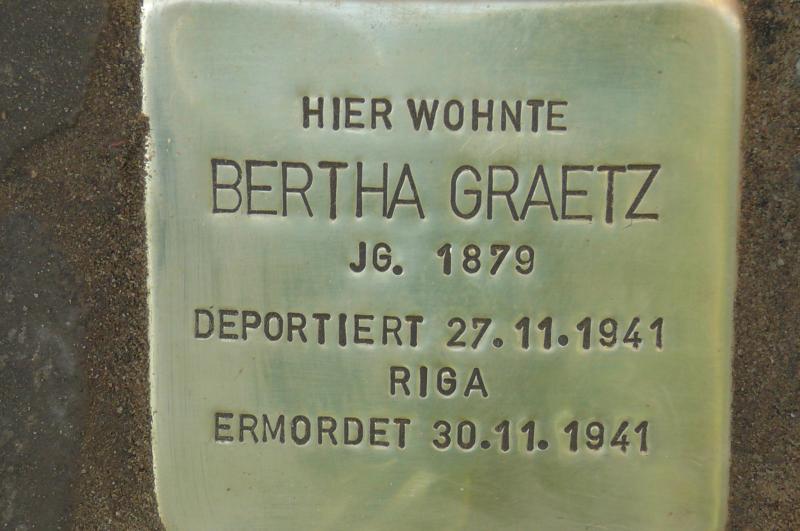 HIER WOHNTE
BERTHA GRAETZ
JG. 1879
DEPORTIERT 27.11.1941
RIGA
ERMORDET 30.11.1941